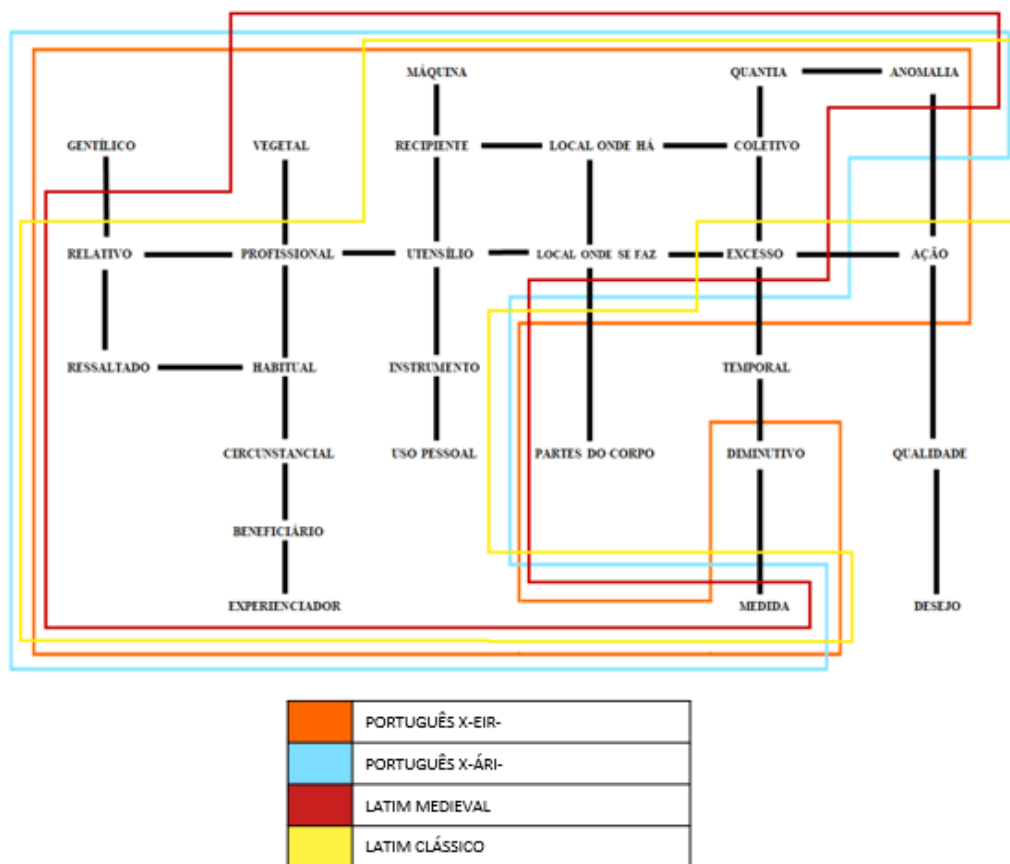 MÁQUINA QUANTIA ANOMALIA
GENTÍLICO VEGETAL RECIPIENTE LOCAL ONDE HÁ COLETIVO
RELATIVO PROFISSIONAL UTENSÍLIO LOCAL ONDE SE FAZ EXCESSO AÇÃO
RESSALTADO HABITUAL INSTRUMENTO TEMPORAL
CIRCUNSTANCIAL USO PESSOAL PARTES DO CORPO DIMINUTIVO QUALIDADE
BENEFICIÁRIO
EXPERIENCIADOR MEDIDA DESEJO
PORTUGUÊS X-EIR-
PORTUGUÊS X-ÁRI-
LATIM MEDIEVAL
LATIM CLÁSSICO